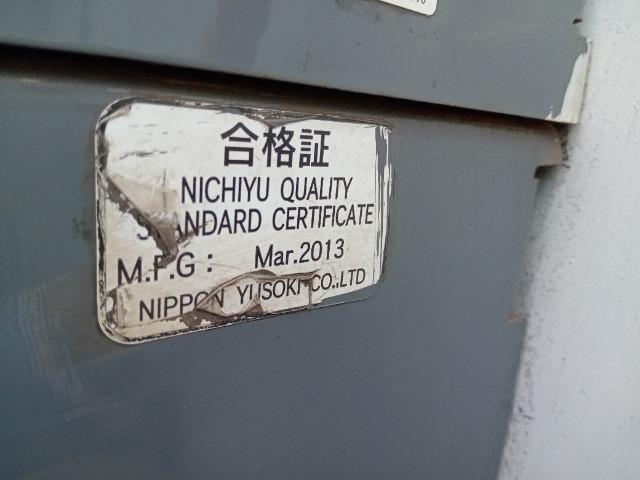 合格証
NICHIYU QUALITY
STANDARD CERTIFICATE
M.F.G : Mar.2013
NIPPON YUSOKI CO.,LTD